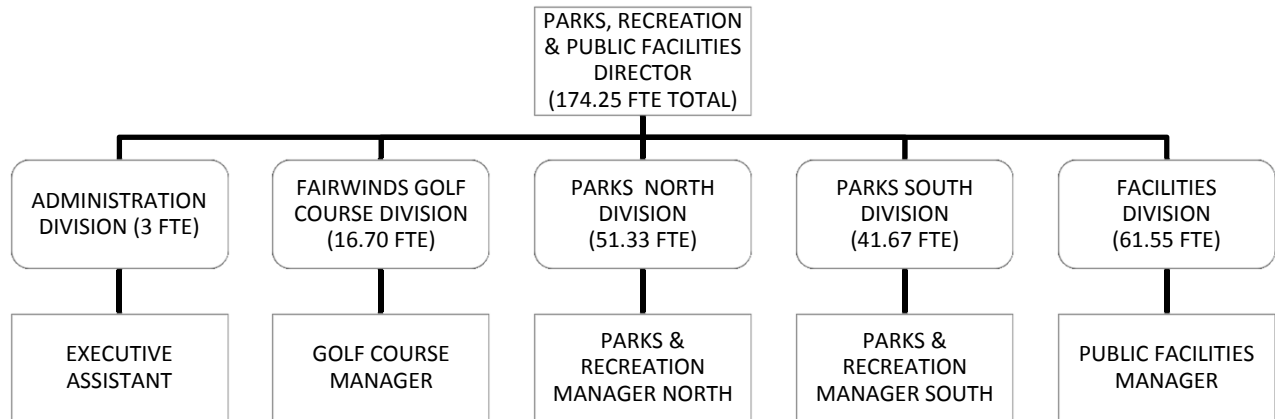 PARKS, RECREATION
& PUBLIC FACILITIES
DIRECTOR
(174.25 FTE TOTAL)
ADMINISTRATION
DIVISION (3 FTE)
FAIRWINDS GOLF
COURSE DIVISION
(16.70 FTE)
PARKS NORTH
DIVISION
(51.33 FTE)
PARKS SOUTH
DIVISION
(41.67 FTE)
FACILITIES
DIVISION
(61.55 FTE)
EXECUTIVE
ASSISTANT
GOLF COURSE
MANAGER
PARKS &
RECREATION
MANAGER NORTH
PARKS &
RECREATION
MANAGER SOUTH
PUBLIC FACILITIES
MANAGER